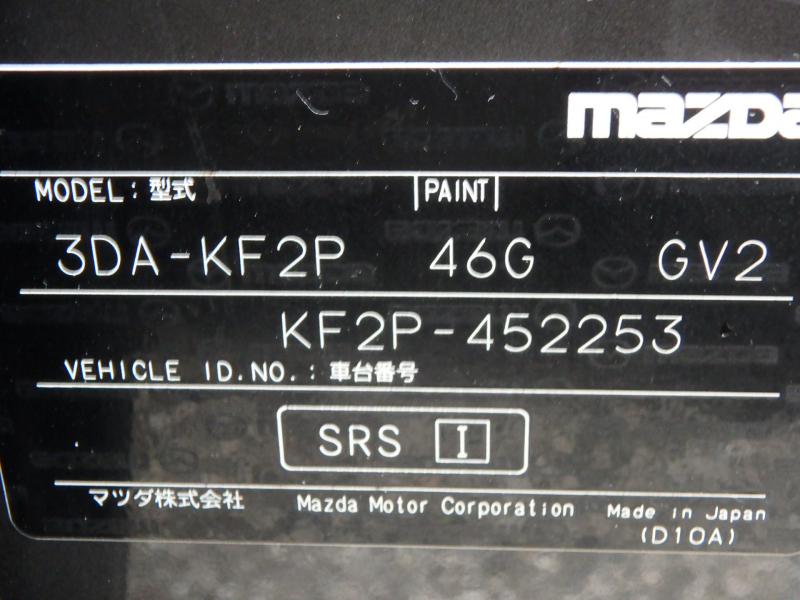 mazda
MODEL : 型式 PAINT
3DA-KF2P 46G GV2
KF2P-452253
VEHICLE ID.NO. : 車台番号
SRS I
マツダ株式会社 Mazda Motor Corporation Made in Japan
(D10A)